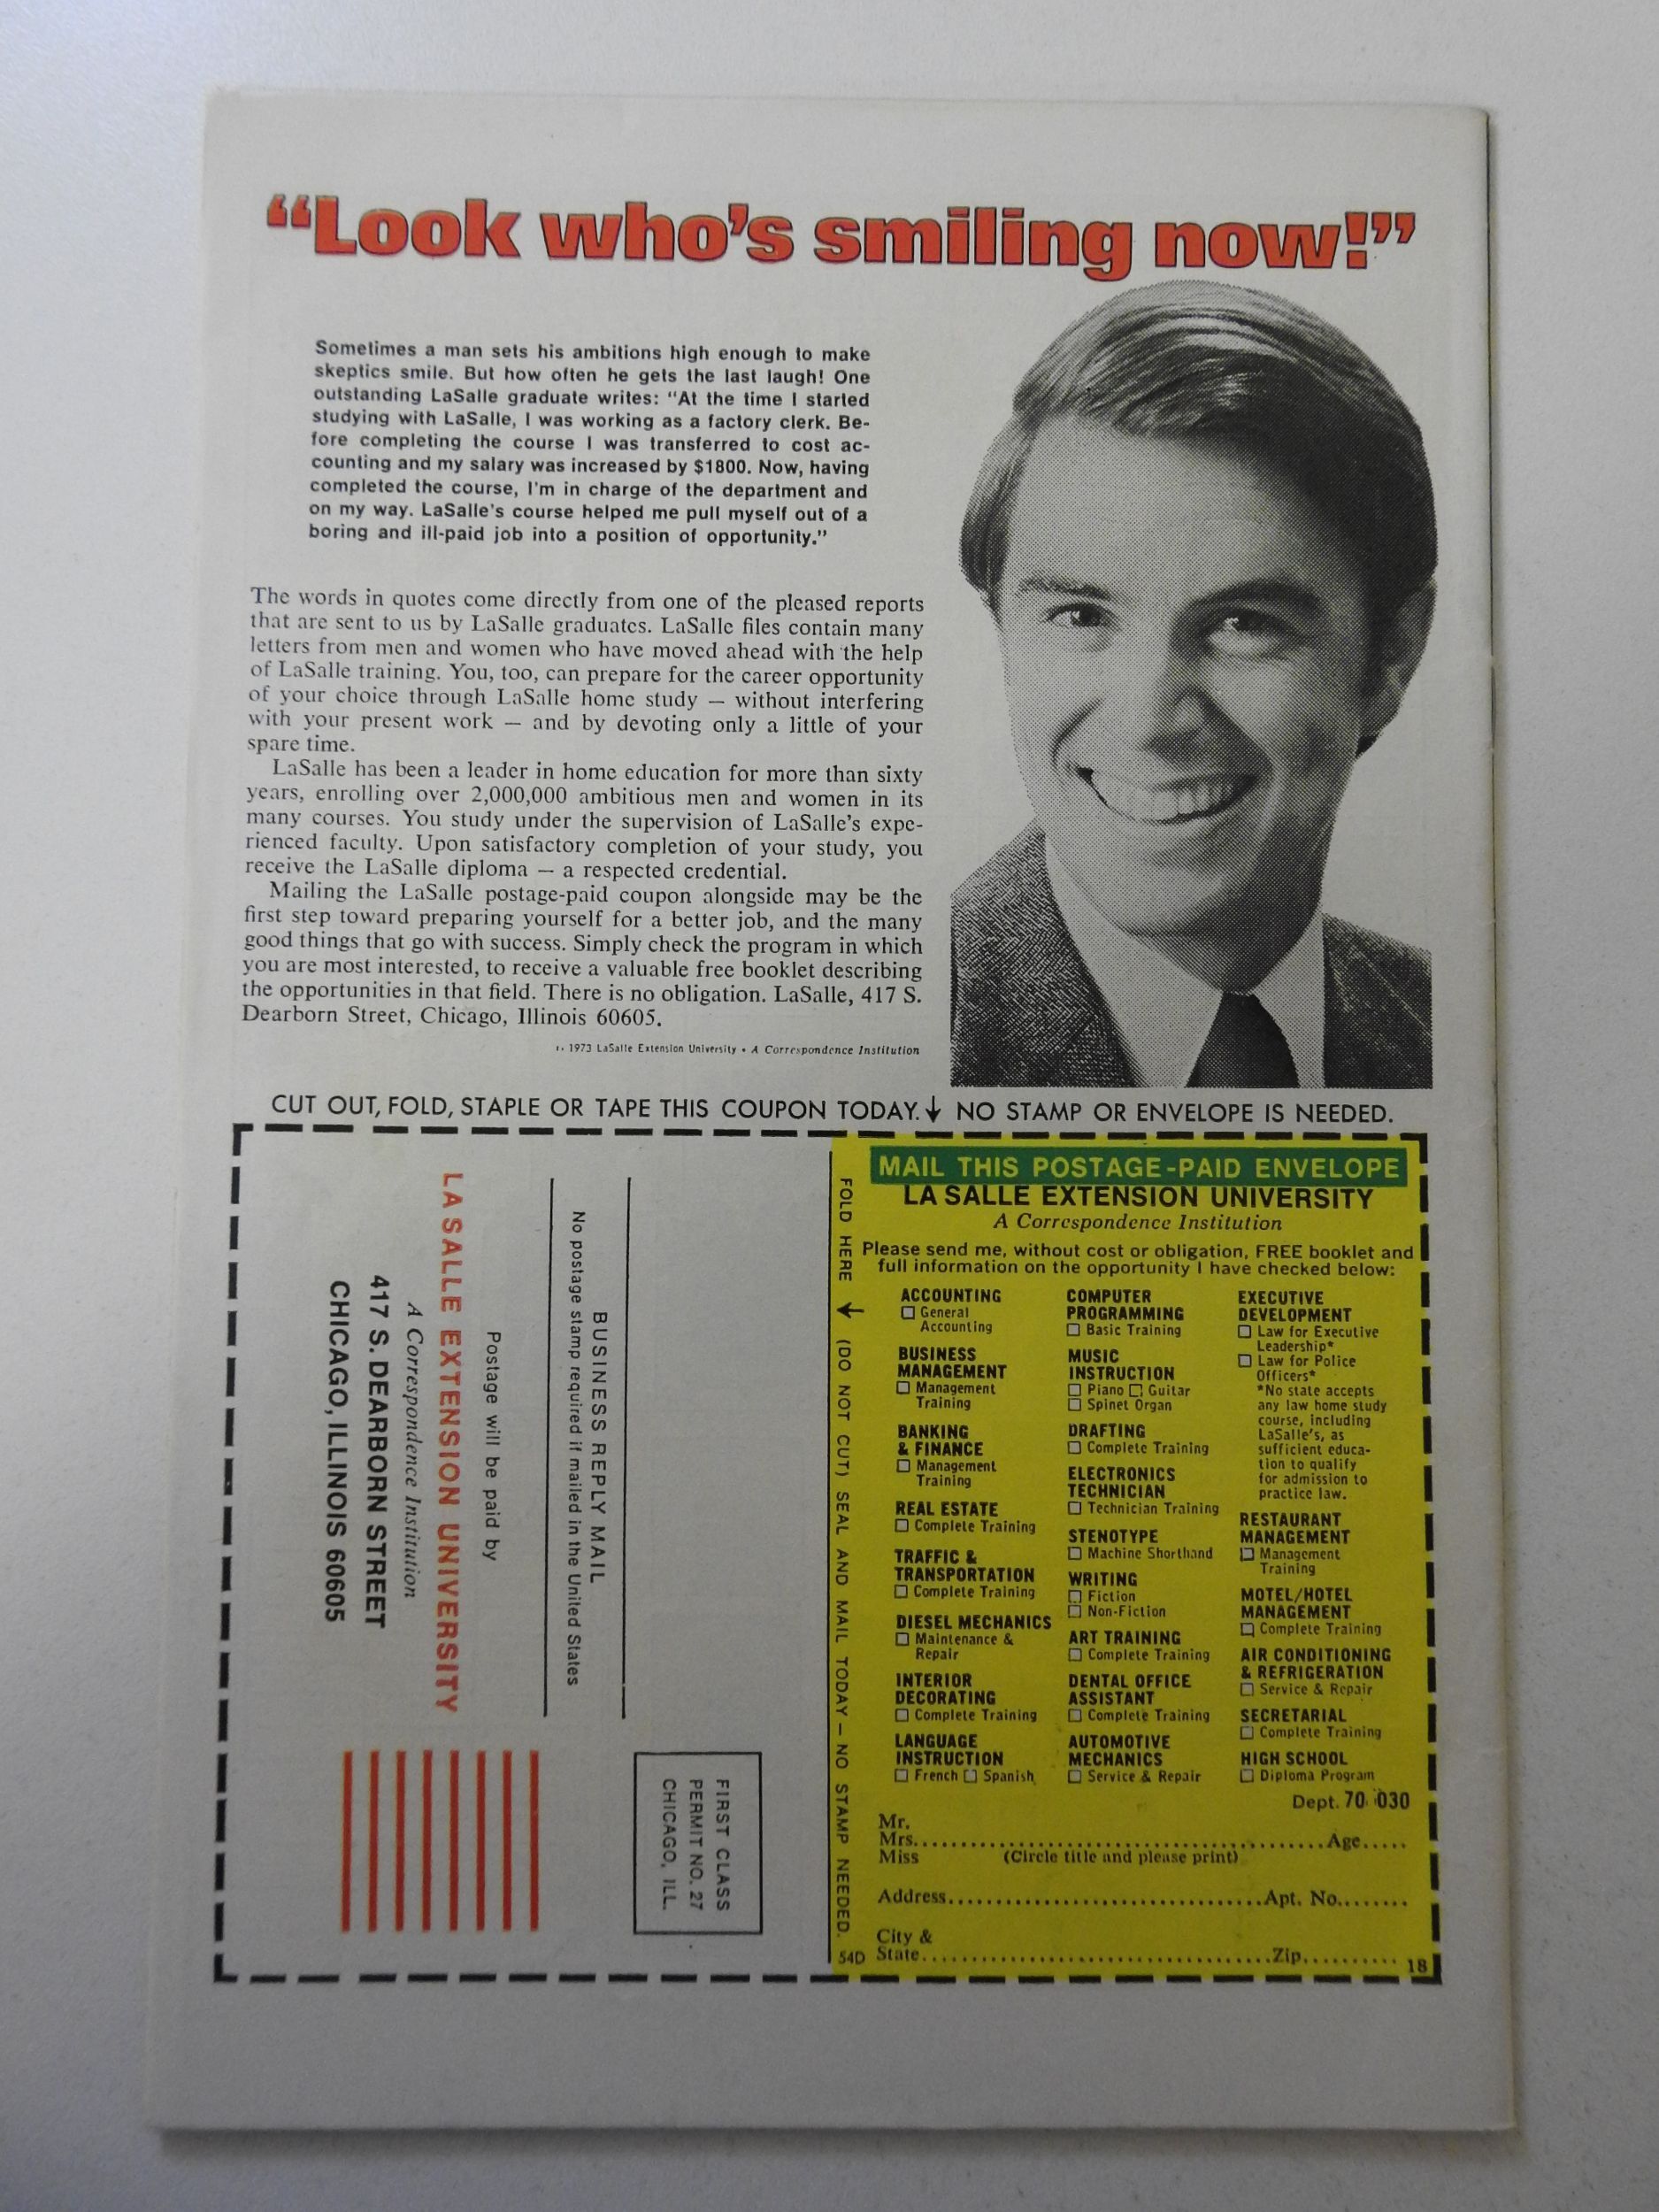 “Look who’s smiling now!”
Sometimes a man sets his ambitions high enough to make
skeptics smile. But how often he gets the last laugh! One
outstanding LaSalle graduate writes: “At the time I started
studying with LaSalle, I was working as a factory clerk. Be-
fore completing the course I was transferred to cost ac-
counting and my salary was increased by $1800. Now, having
completed the course, I'm in charge of the department and
on my way. LaSalle's course helped me pull myself out of a
boring and ill-paid job into a position of opportunity.”
The words in quotes come directly from one of the pleased reports
that are sent to us by LaSalle graduates. LaSalle files contain many
letters from men and women who have moved ahead with the help
of LaSalle training. You, too, can prepare for the career opportunity
of your choice through LaSalle home study — without interfering
with your present work — and by devoting only a little of your
spare time.
LaSalle has been a leader in home education for more than sixty
years, enrolling over 2,000,000 ambitious men and women in its
many courses. You study under the supervision of LaSalle's expe-
rienced faculty. Upon satisfactory completion of your study, you
receive the LaSalle diploma — a respected credential.
Mailing the LaSalle postage-paid coupon alongside may be the
first step toward preparing yourself for a better job, and the many
good things that go with success. Simply check the program in which
you are most interested, to receive a valuable free booklet describing
the opportunities in that field. There is no obligation. LaSalle, 417 S.
Dearborn Street, Chicago, Illinois 60605.
1973 LaSalle Extension University • A Correspondence Institution
CUT OUT, FOLD, STAPLE OR TAPE THIS COUPON TODAY. ↓ NO STAMP OR ENVELOPE IS NEEDED.
FIRST CLASS
PERMIT NO. 27
CHICAGO, ILL.
BUSINESS REPLY MAIL
No postage stamp required if mailed in the United States
Postage will be paid by
LA SALLE EXTENSION UNIVERSITY
A Correspondence Institution
417 S. DEARBORN STREET
CHICAGO, ILLINOIS 60605
FOLD HERE (DO NOT CUT) SEAL AND MAIL TODAY — NO STAMP NEEDED.
MAIL THIS POSTAGE-PAID ENVELOPE
LA SALLE EXTENSION UNIVERSITY
A Correspondence Institution
Please send me, without cost or obligation, FREE booklet and
full information on the opportunity I have checked below:
ACCOUNTING
☐ General
Accounting
BUSINESS
MANAGEMENT
☐ Management
Training
BANKING
& FINANCE
☐ Management
Training
REAL ESTATE
☐ Complete Training
TRAFFIC &
TRANSPORTATION
☐ Complete Training
DIESEL MECHANICS
☐ Maintenance &
Repair
INTERIOR
DECORATING
☐ Complete Training
LANGUAGE
INSTRUCTION
☐ French ☐ Spanish
COMPUTER
PROGRAMMING
☐ Basic Training
MUSIC
INSTRUCTION
☐ Piano ☐ Guitar
☐ Spinet Organ
DRAFTING
☐ Complete Training
ELECTRONICS
TECHNICIAN
☐ Technician Training
STENOTYPE
☐ Machine Shorthand
WRITING
☐ Fiction
☐ Non-Fiction
ART TRAINING
☐ Complete Training
DENTAL OFFICE
ASSISTANT
☐ Complete Training
AUTOMOTIVE
MECHANICS
☐ Service & Repair
EXECUTIVE
DEVELOPMENT
☐ Law for Executive
Leadership*
☐ Law for Police
Officers*
*No state accepts
any law home study
course, including
LaSalle's, as
sufficient educa-
tion to qualify
for admission to
practice law.
RESTAURANT
MANAGEMENT
☐ Management
Training
MOTEL/HOTEL
MANAGEMENT
☐ Complete Training
AIR CONDITIONING
& REFRIGERATION
☐ Service & Repair
SECRETARIAL
☐ Complete Training
HIGH SCHOOL
☐ Diploma Program
Dept. 70 030
Mr.
Mrs. Age
Miss (Circle title and please print)
Address Apt. No.
City &
State Zip
54D
18